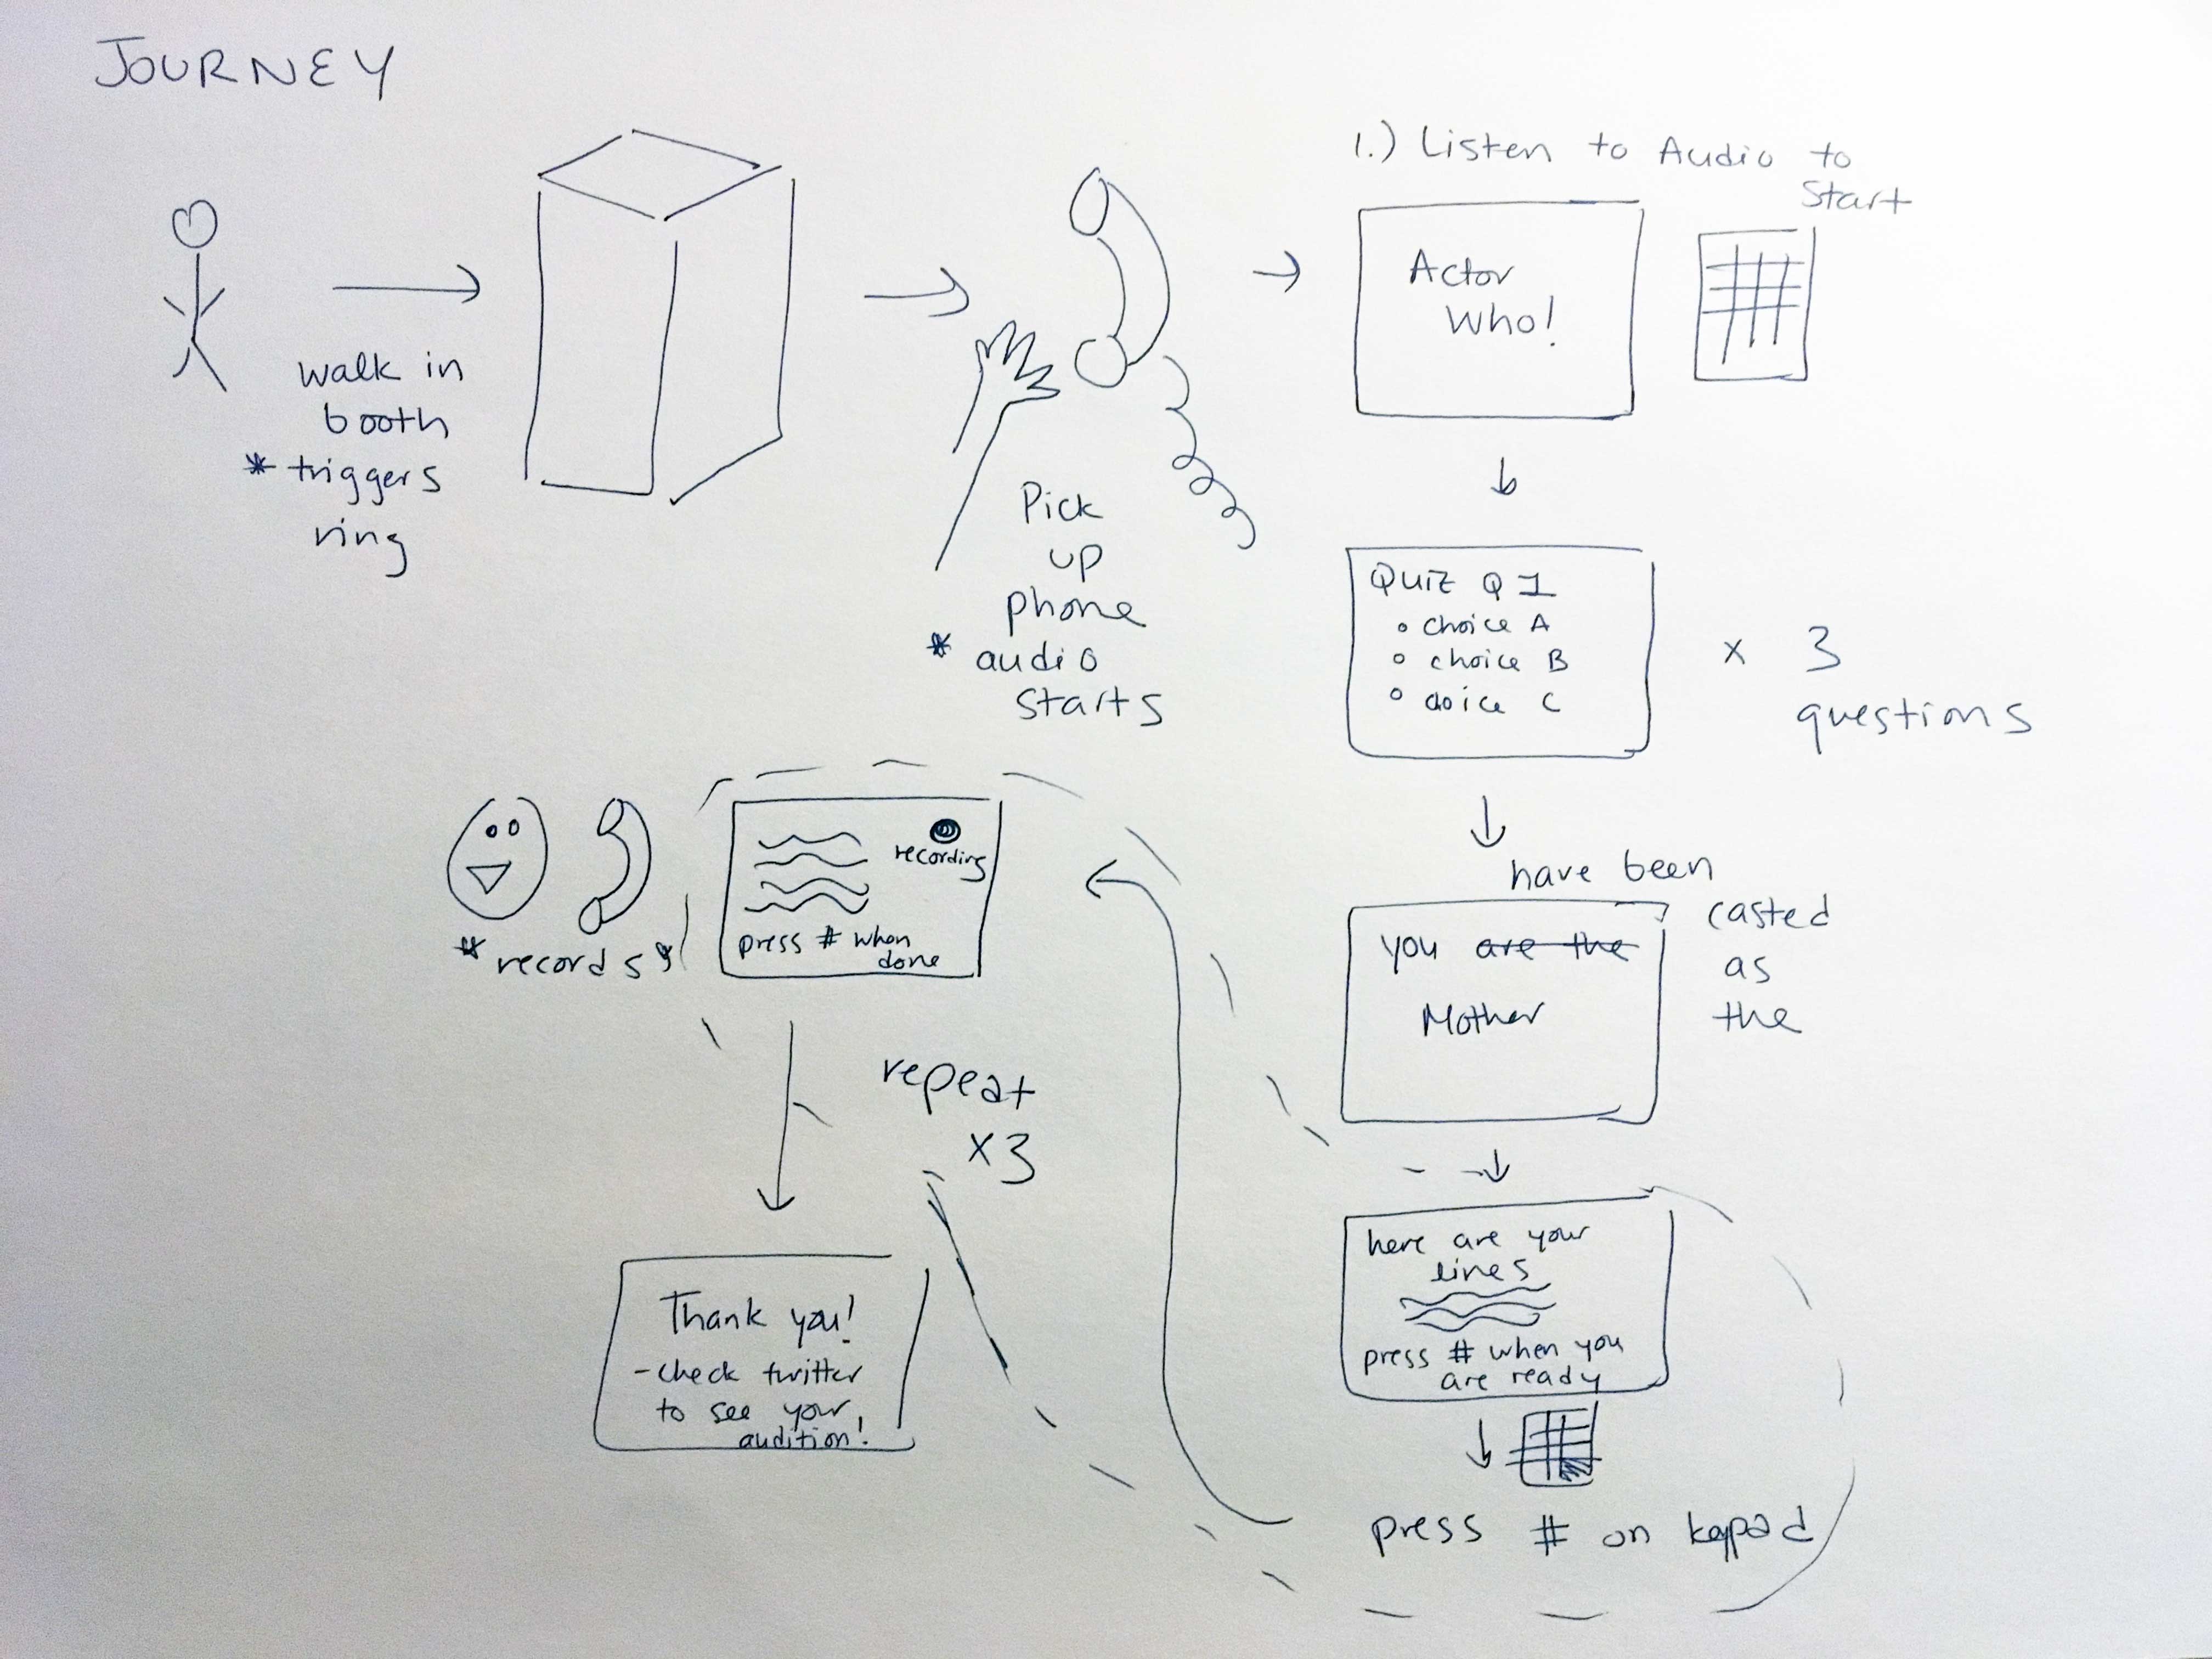 JOURNEY
walk in
booth
* triggers
ring
Pick
up
phone
* audio
starts
1.) Listen to Audio to
Start
Actor
Who!
Quiz Q 1
choice A
choice B
choice C
x 3
questions
have been
casted
as
the
you are the
Mother
here are your
lines
press # when you
are ready
press # on keypad
recording
press # when
done
* records *
repeat
x3
Thank you!
- check twitter
to see your
audition!